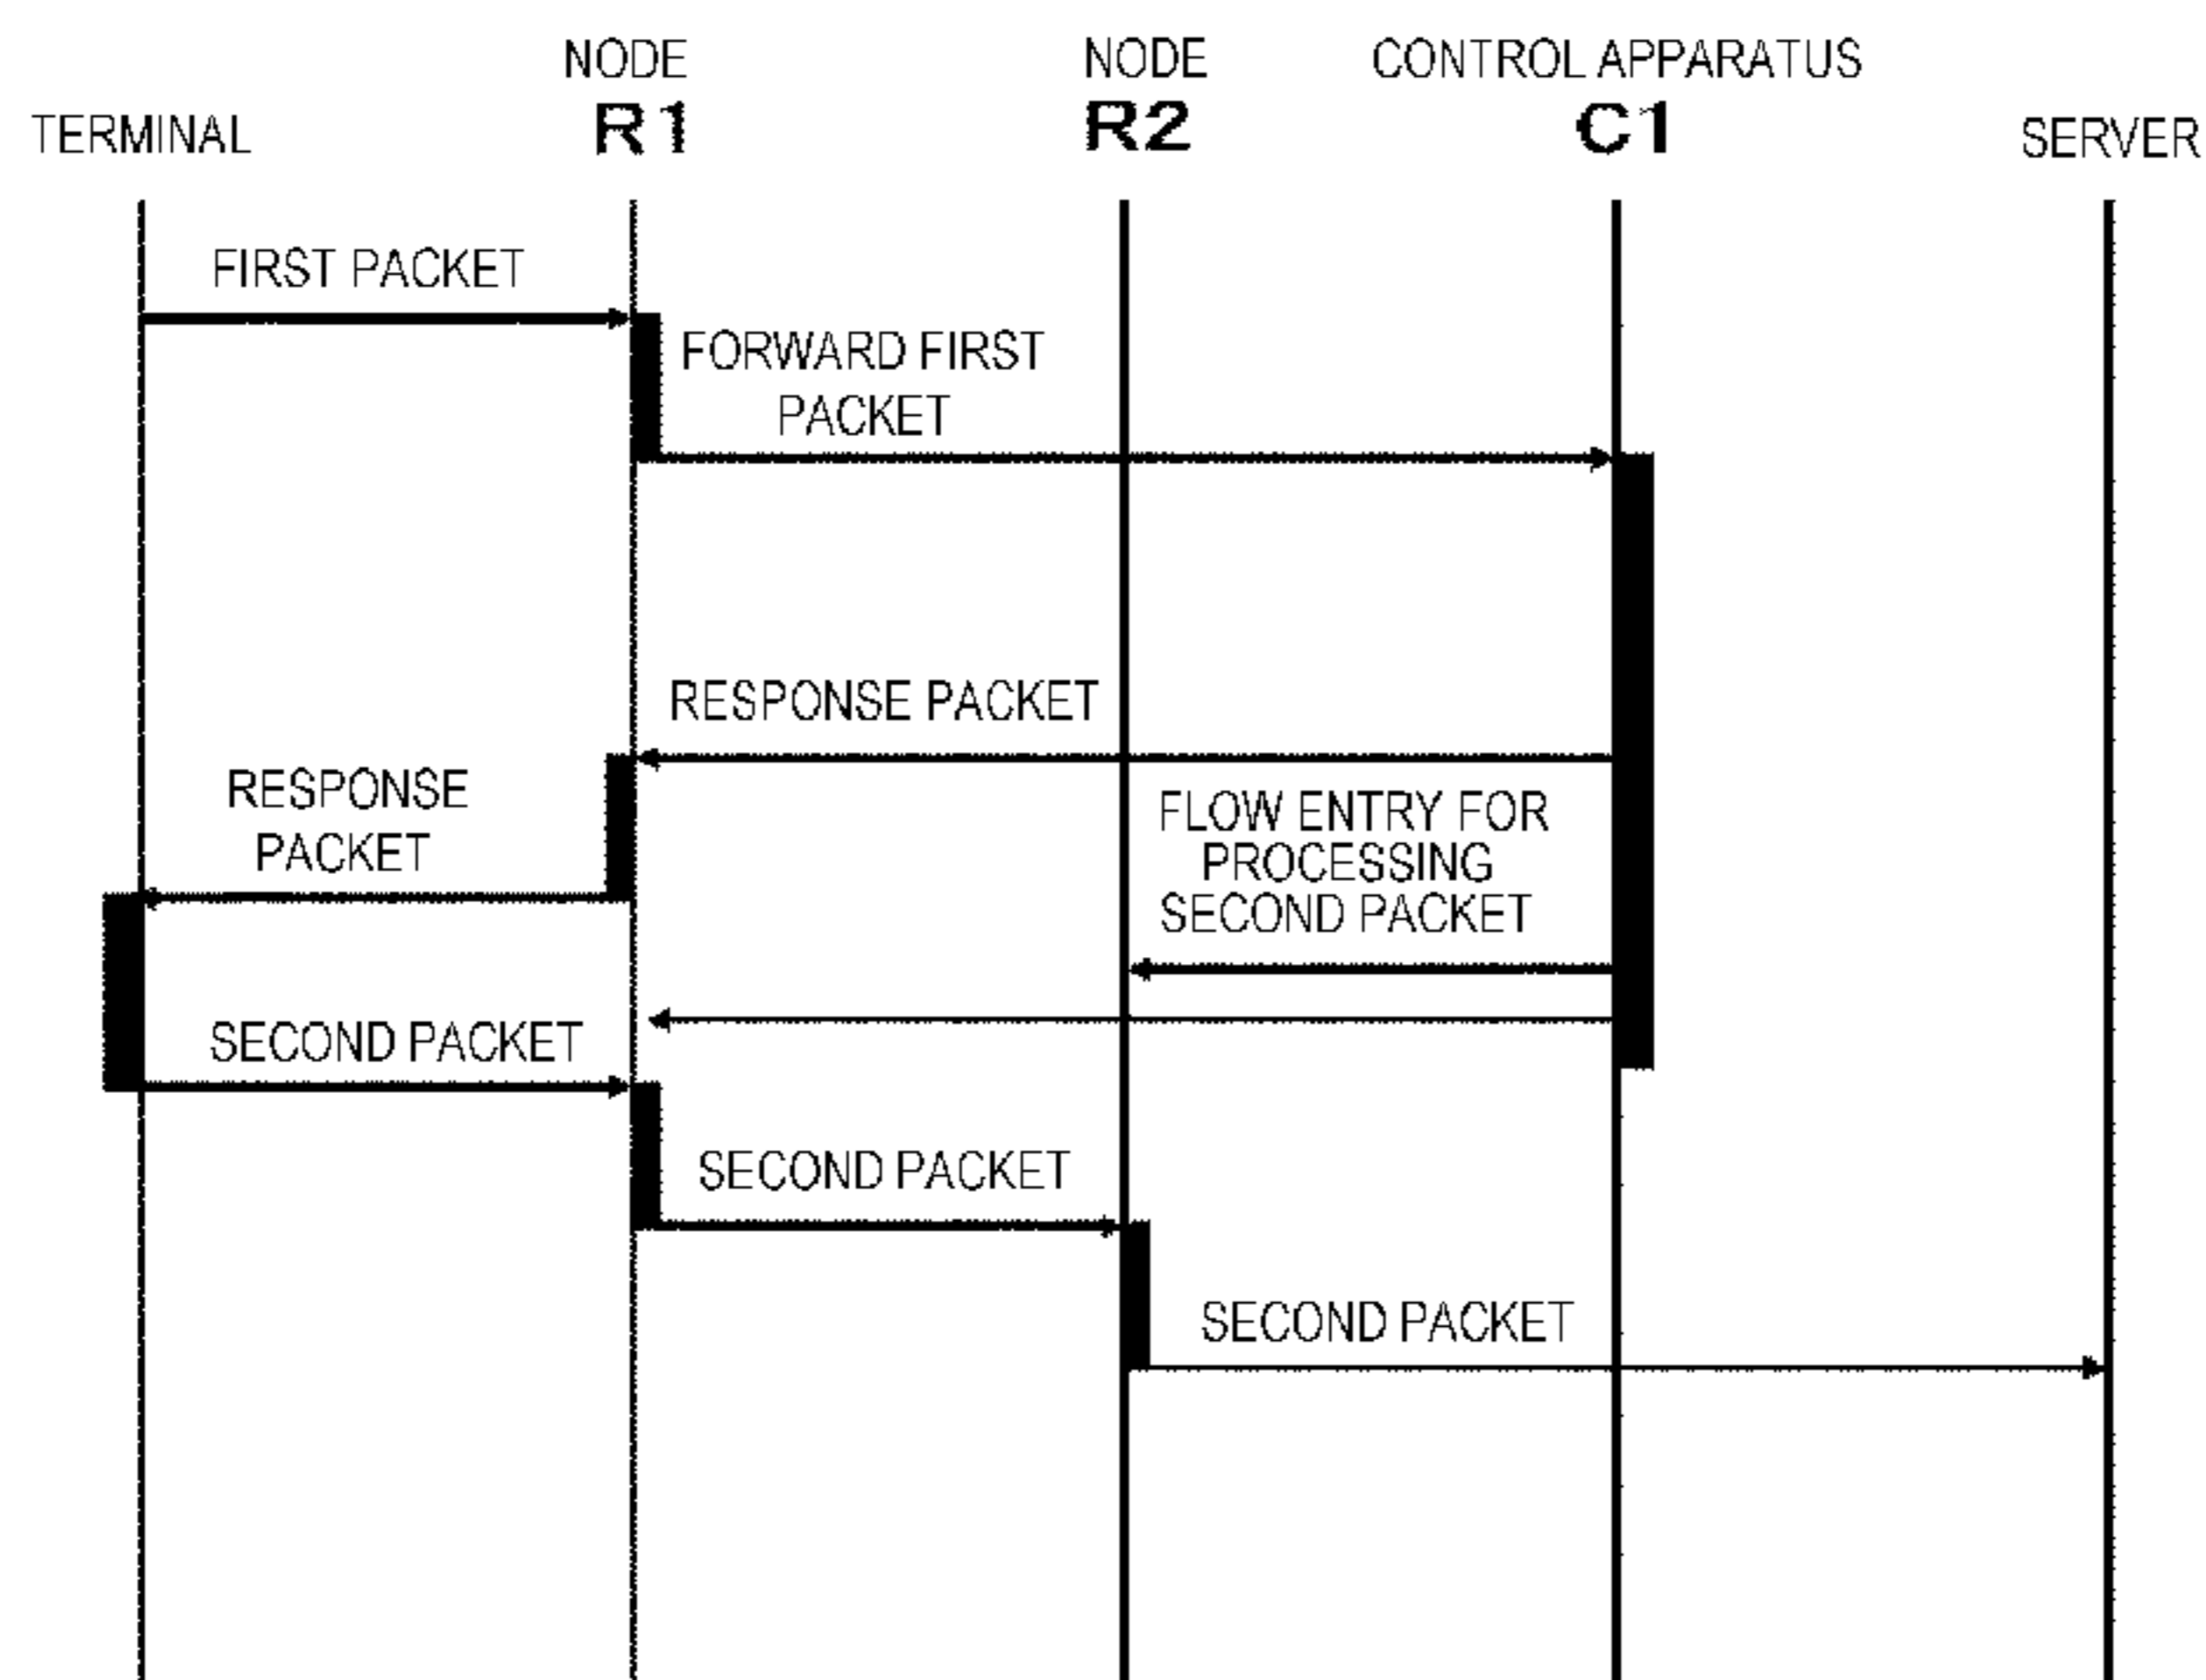 NODE
NODE
CONTROL APPARATUS
TERMINAL
R1
R2
C1
SERVER
FIRST PACKET
FORWARD FIRST
PACKET
RESPONSE PACKET
RESPONSE
PACKET
FLOW ENTRY FOR
PROCESSING
SECOND PACKET
SECOND PACKET
SECOND PACKET
SECOND PACKET